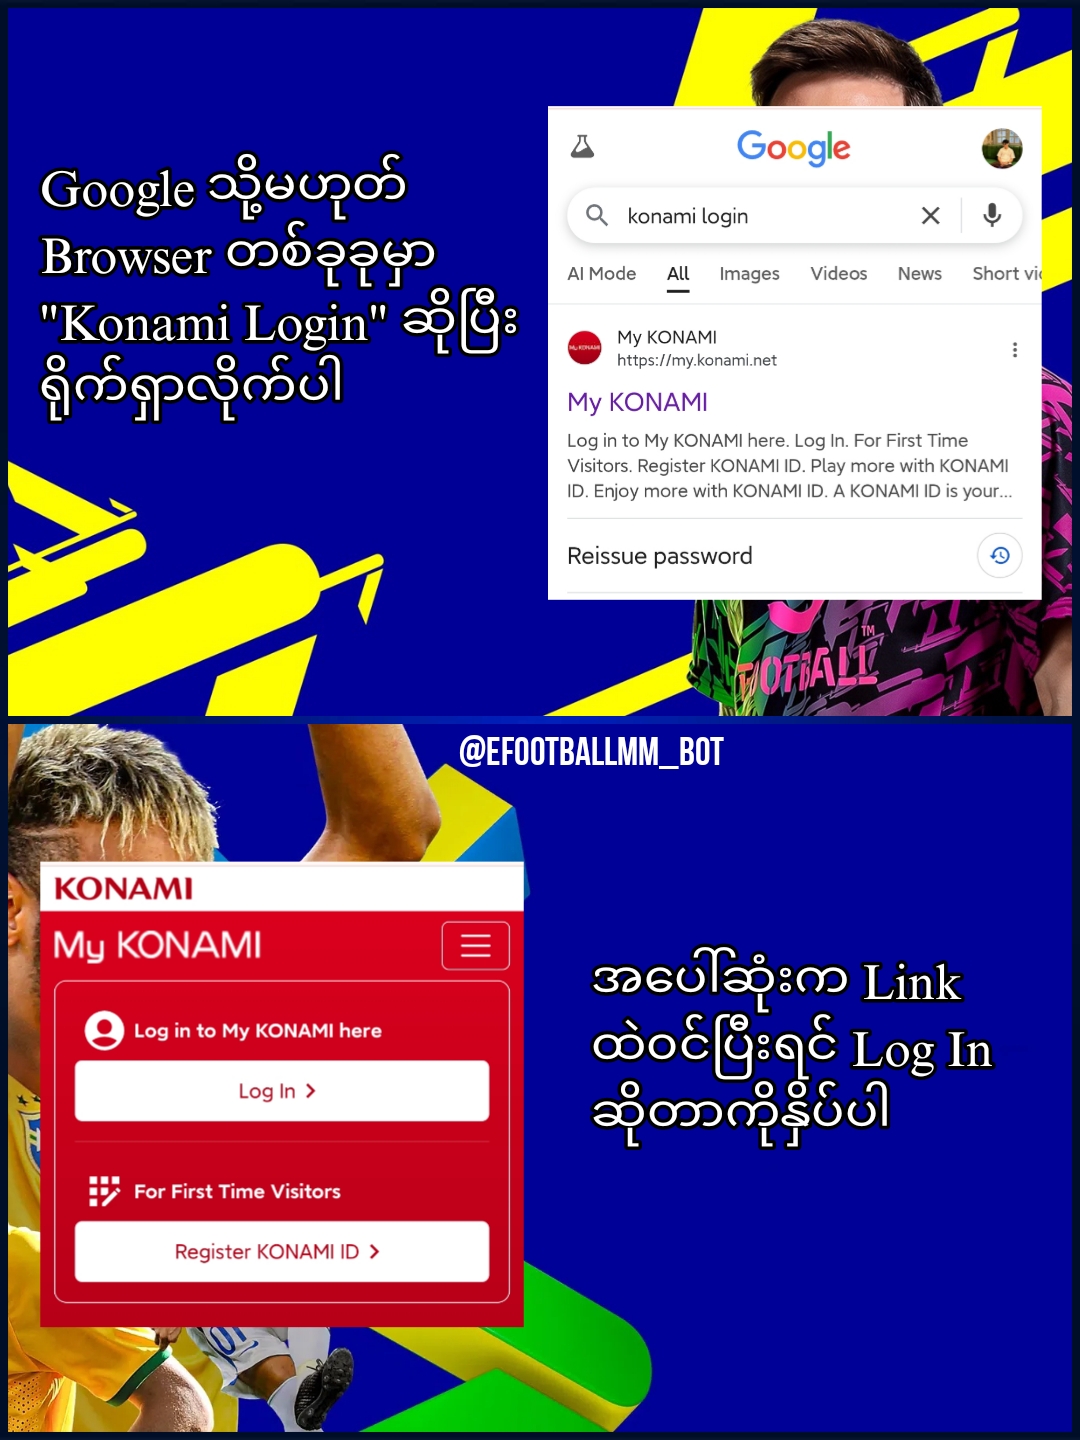 Google သို့မဟုတ်
Browser တစ်ခုခုမှာ
"Konami Login" ဆိုပြီး
ရိုက်ရှာလိုက်ပါ
Google
konami login
AI Mode All Images Videos News Short vi
My KONAMI
My KONAMI
https://my.konami.net
My KONAMI
Log in to My KONAMI here. Log In. For First Time
Visitors. Register KONAMI ID. Play more with KONAMI
ID. Enjoy more with KONAMI ID. A KONAMI ID is your...
Reissue password
OTBALL™
@EFOOTBALLMM_BOT
KONAMI
My KONAMI
Log in to My KONAMI here
Log In >
For First Time Visitors
Register KONAMI ID >
အပေါ်ဆုံးက Link
ထဲဝင်ပြီးရင် Log In
ဆိုတာကိုနှိပ်ပါ